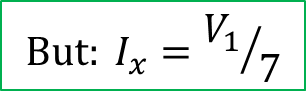 But: Iₓ = V₁/7